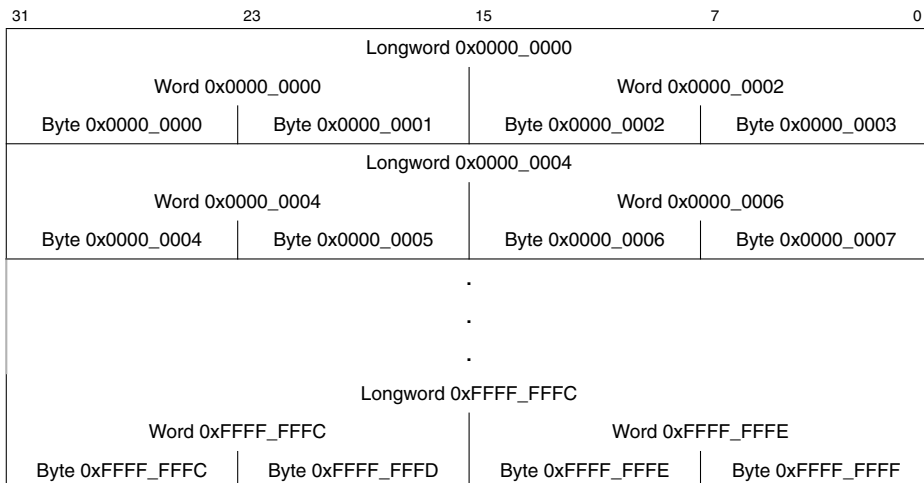 31 23 15 7 0
Longword 0x0000_0000
Word 0x0000_0000 Word 0x0000_0002
Byte 0x0000_0000 Byte 0x0000_0001 Byte 0x0000_0002 Byte 0x0000_0003
Longword 0x0000_0004
Word 0x0000_0004 Word 0x0000_0006
Byte 0x0000_0004 Byte 0x0000_0005 Byte 0x0000_0006 Byte 0x0000_0007
.
.
.
Longword 0xFFFF_FFFC
Word 0xFFFF_FFFC Word 0xFFFF_FFFE
Byte 0xFFFF_FFFC Byte 0xFFFF_FFFD Byte 0xFFFF_FFFE Byte 0xFFFF_FFFF